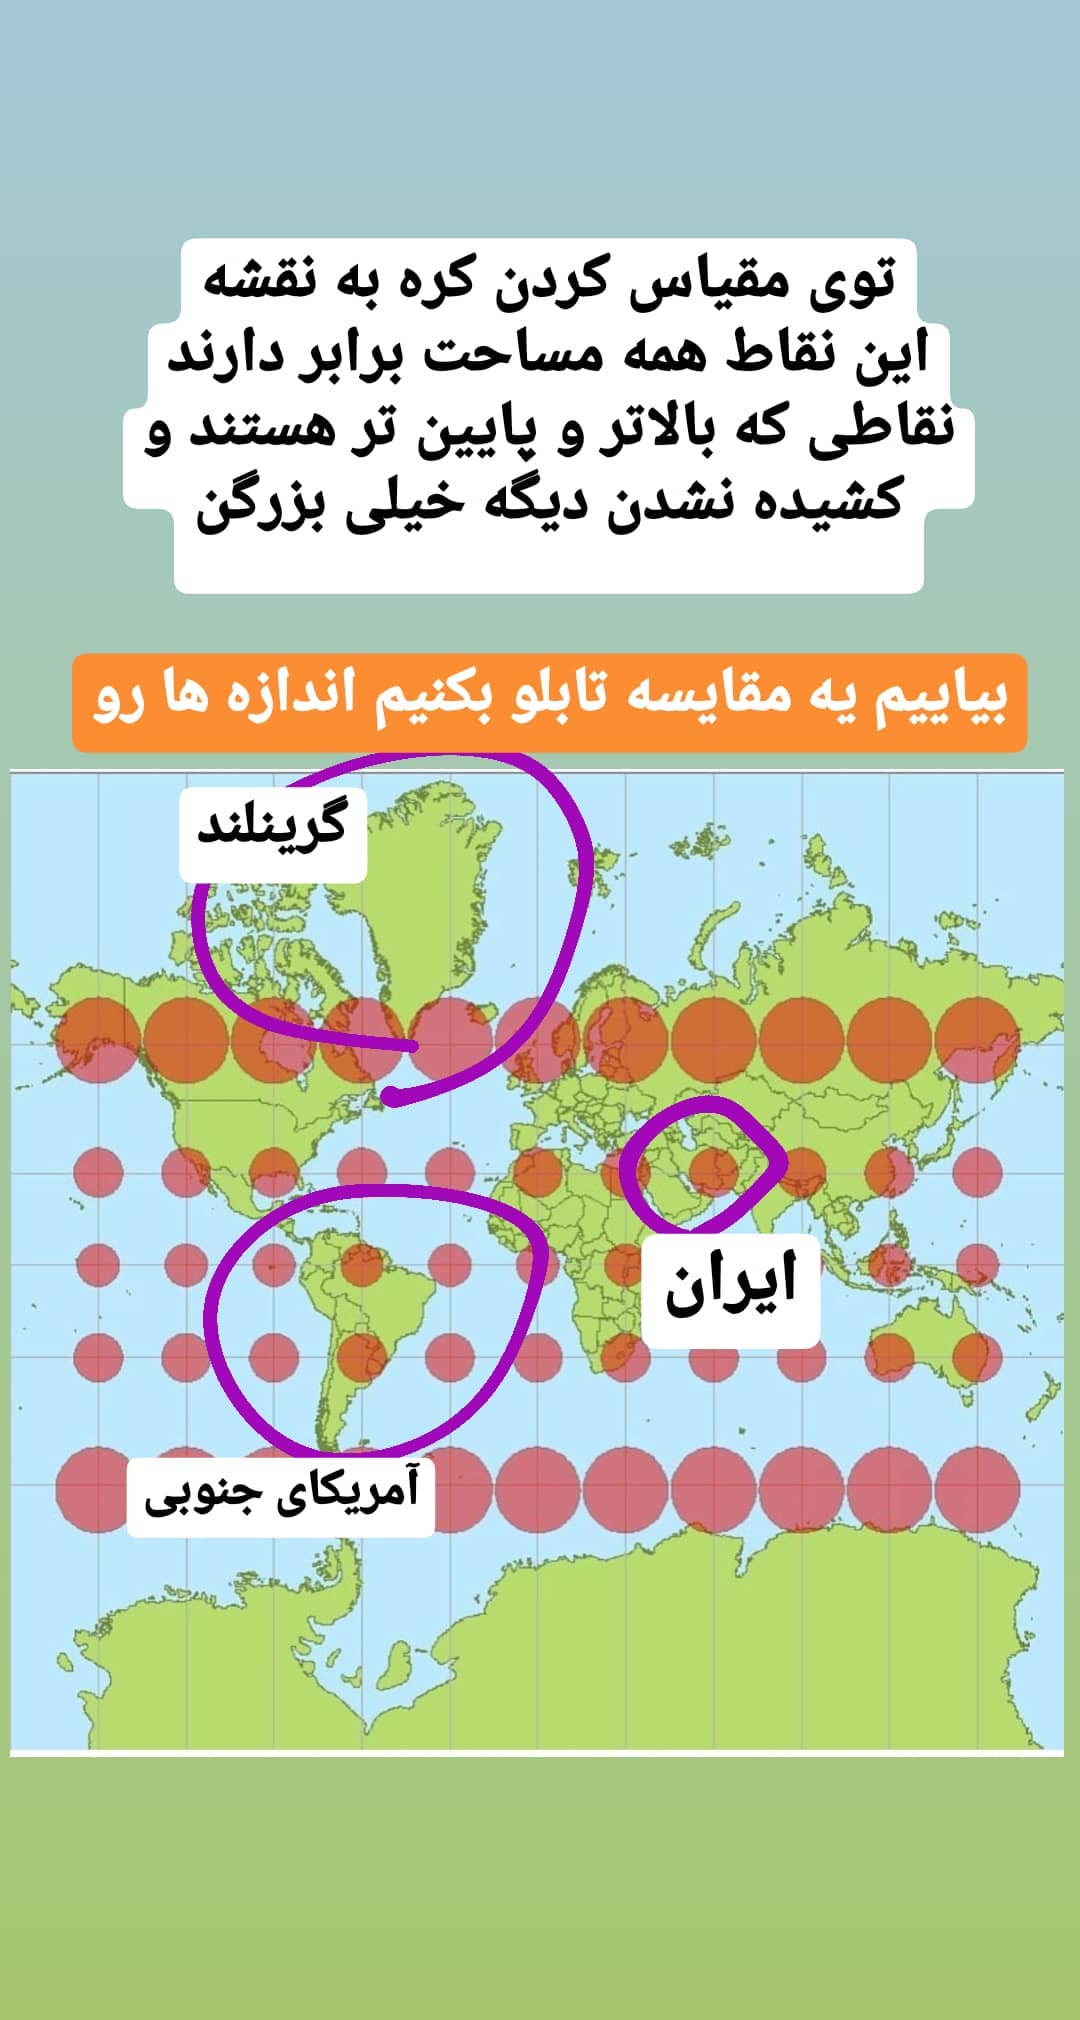 توی مقیاس کردن کره به نقشه
این نقاط همه مساحت برابر دارند
نقاطی که بالاتر و پایین تر هستند و
کشیده نشدن دیگه خیلی بزرگن
بیاییم یه مقایسه تابلو بکنیم اندازه ها رو
گرینلند
ایران
آمریکای جنوبی